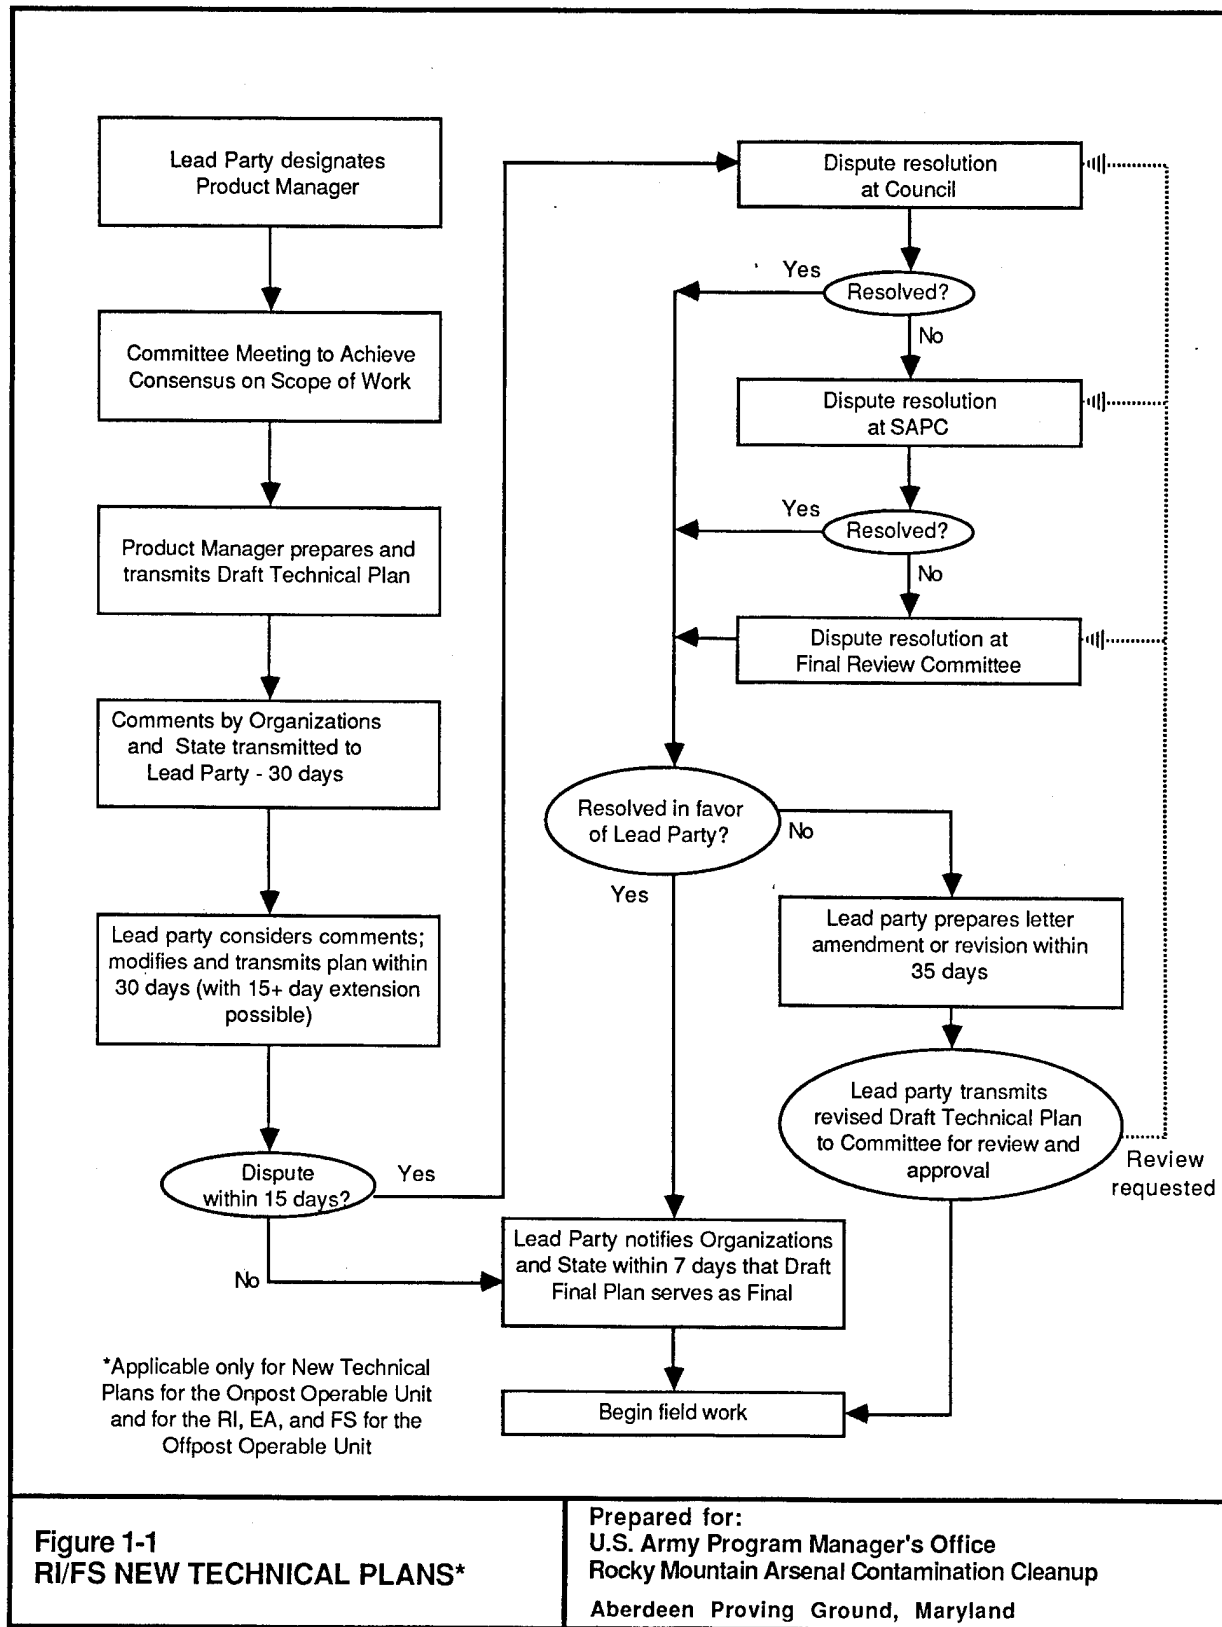 Lead Party designates
Product Manager
Committee Meeting to Achieve
Consensus on Scope of Work
Product Manager prepares and
transmits Draft Technical Plan
Comments by Organizations
and State transmitted to
Lead Party - 30 days
Lead party considers comments;
modifies and transmits plan within
30 days (with 15+ day extension
possible)
Dispute
within 15 days?
Yes
No
Dispute resolution
at Council
Resolved?
Yes
No
Dispute resolution
at SAPC
Resolved?
Yes
No
Dispute resolution at
Final Review Committee
Resolved in favor
of Lead Party?
No
Yes
Lead party prepares letter
amendment or revision within
35 days
Lead party transmits
revised Draft Technical Plan
to Committee for review and
approval
Review
requested
Lead Party notifies Organizations
and State within 7 days that Draft
Final Plan serves as Final
Begin field work
*Applicable only for New Technical
Plans for the Onpost Operable Unit
and for the RI, EA, and FS for the
Offpost Operable Unit
Figure 1-1
RI/FS NEW TECHNICAL PLANS*
Prepared for:
U.S. Army Program Manager's Office
Rocky Mountain Arsenal Contamination Cleanup
Aberdeen Proving Ground, Maryland